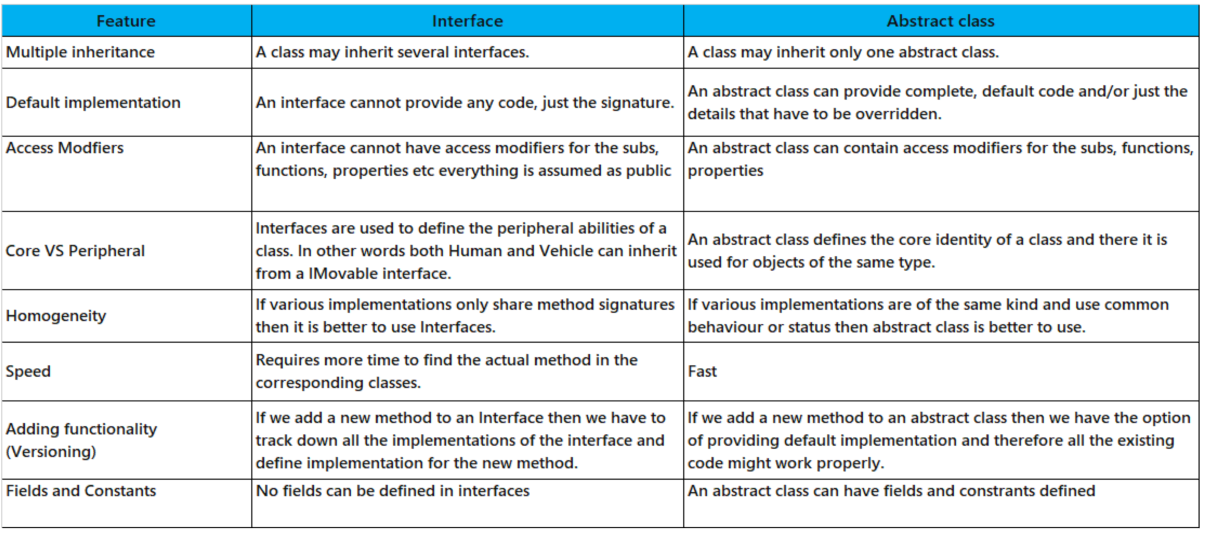 Feature Interface Abstract class
Multiple inheritance A class may inherit several interfaces. A class may inherit only one abstract class.
Default implementation An interface cannot provide any code, just the signature. An abstract class can provide complete, default code and/or just the
details that have to be overridden.
Access Modfiers An interface cannot have access modifiers for the subs, An abstract class can contain access modifiers for the subs, functions,
functions, properties etc everything is assumed as public properties
Core VS Peripheral
Interfaces are used to define the peripheral abilities of a
class. In other words both Human and Vehicle can inherit
from a IMovable interface.
An abstract class defines the core identity of a class and there it is
used for objects of the same type.
Homogeneity
If various implementations only share method signatures
then it is better to use Interfaces.
If various implementations are of the same kind and use common
behaviour or status then abstract class is better to use.
Speed
Requires more time to find the actual method in the
corresponding classes.
Fast
Adding functionality
(Versioning)
If we add a new method to an Interface then we have to
track down all the implementations of the interface and
define implementation for the new method.
If we add a new method to an abstract class then we have the option
of providing default implementation and therefore all the existing
code might work properly.
Fields and Constants No fields can be defined in interfaces An abstract class can have fields and constrants defined